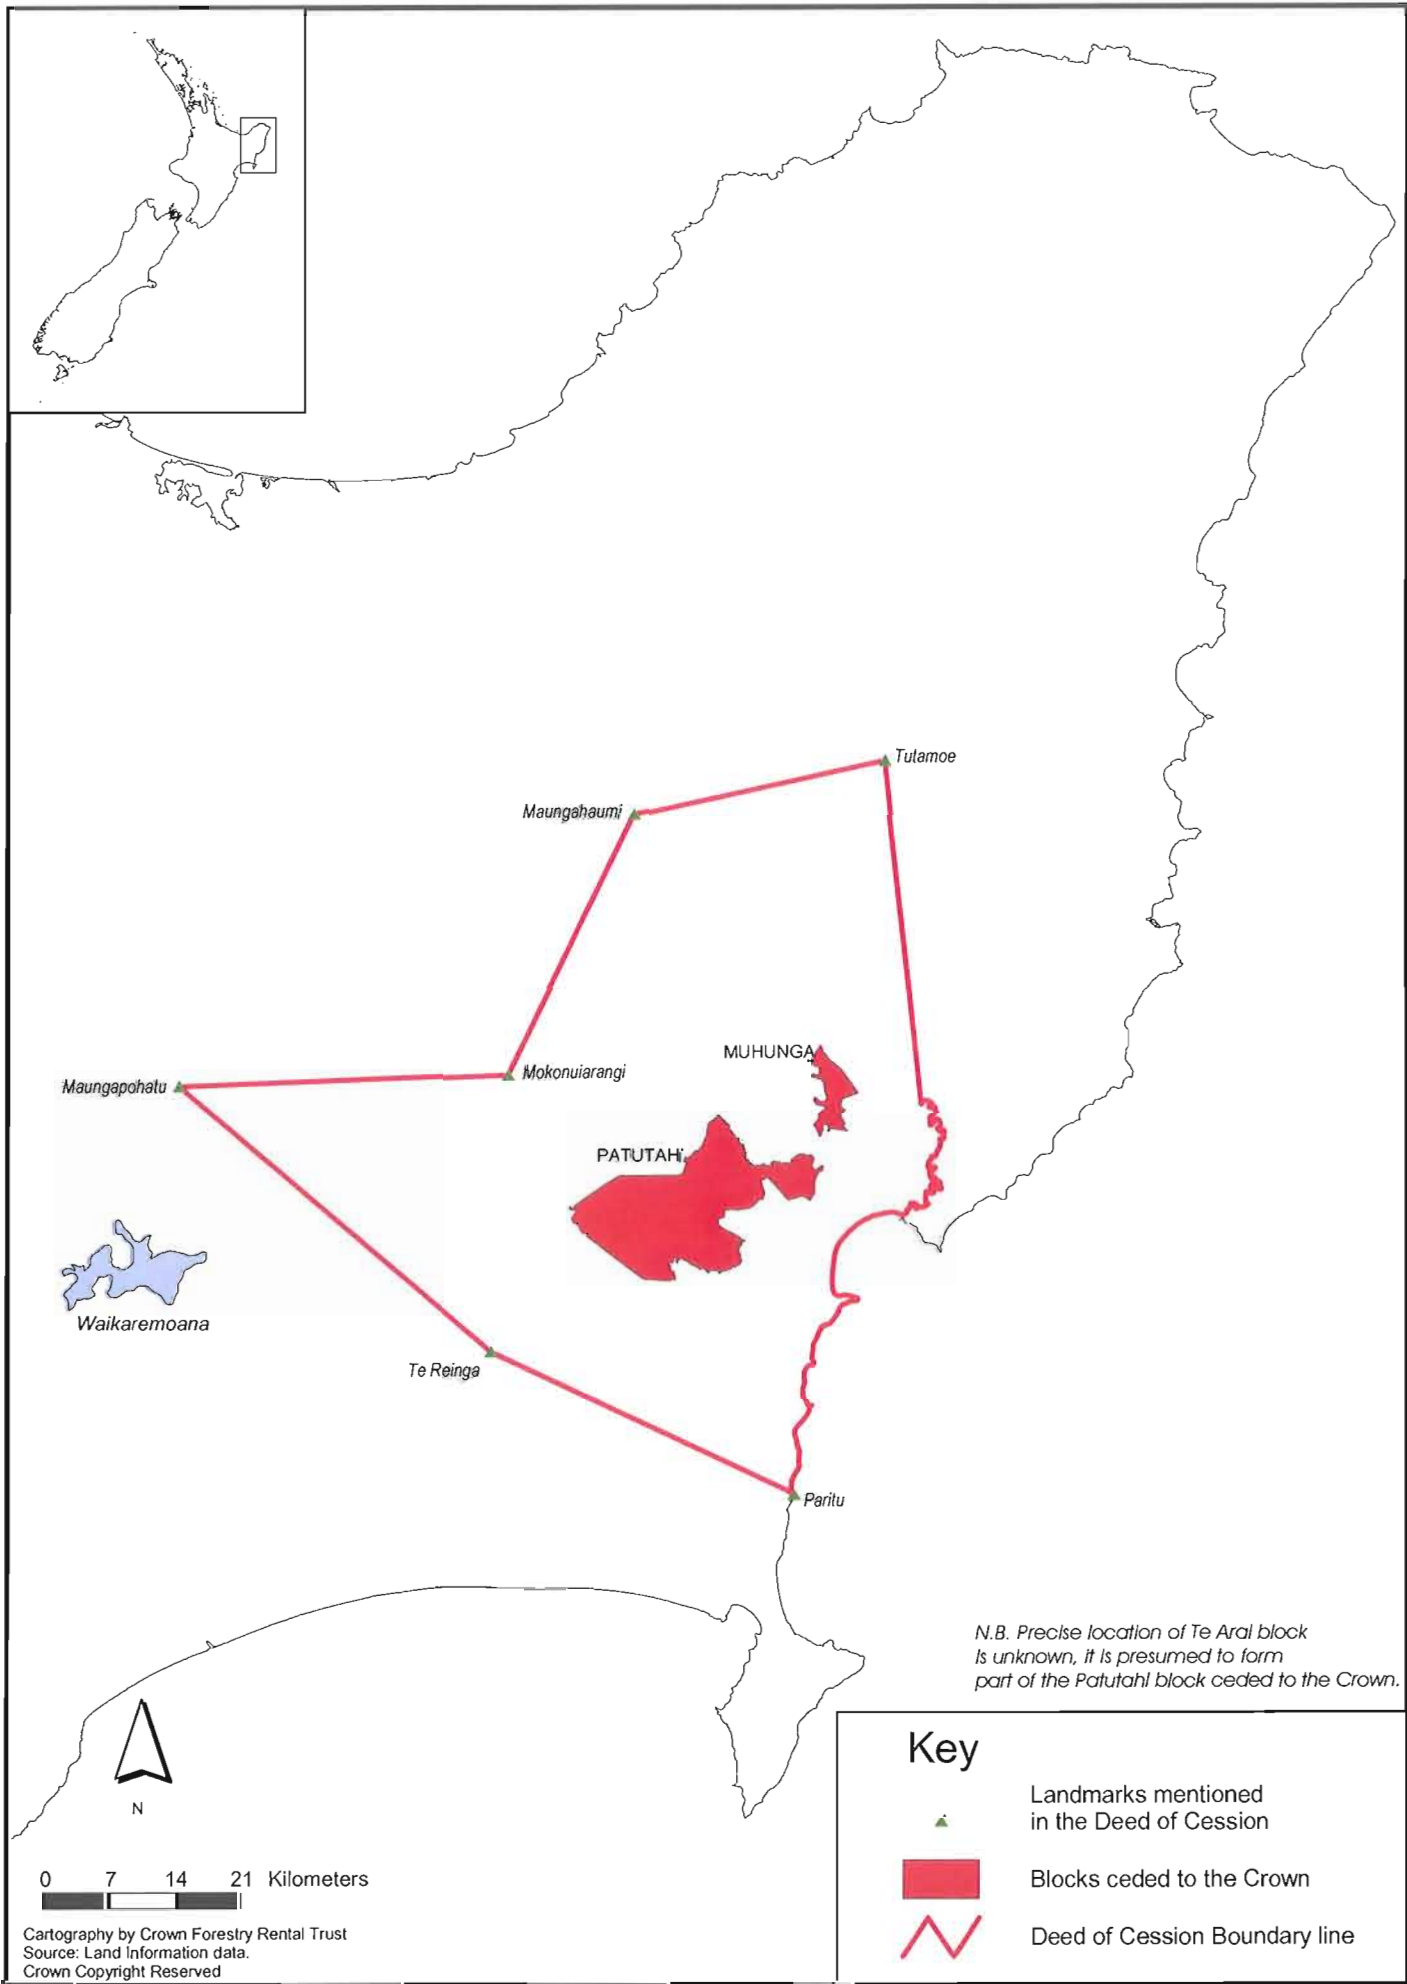 Tutamoe
Maungahaumi
MUHUNGA
Mokonuiarangi
Maungapohatu
PATUTAHI
Waikaremoana
Te Reinga
Paritu
N.B. Precise location of Te Arai block
is unknown, it is presumed to form
part of the Patutahi block ceded to the Crown.
N
Key
Landmarks mentioned
in the Deed of Cession
Blocks ceded to the Crown
Deed of Cession Boundary line
0 7 14 21 Kilometers
Cartography by Crown Forestry Rental Trust
Source: Land Information data.
Crown Copyright Reserved